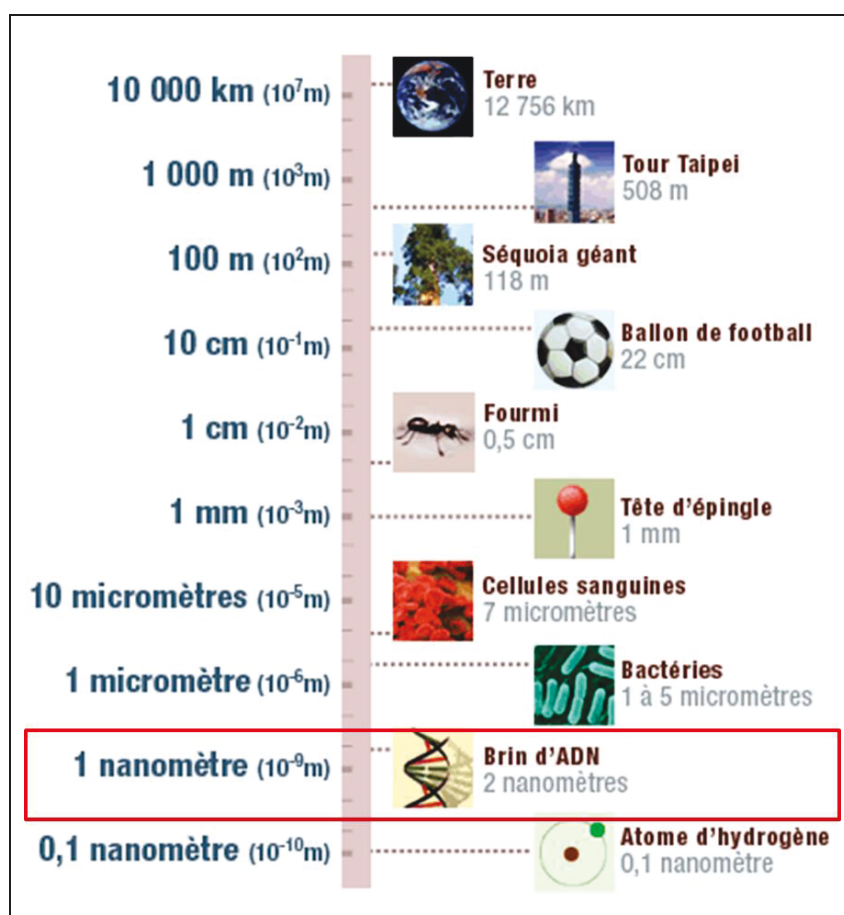 10 000 km (10⁷m)
Terre
12 756 km
1 000 m (10³m)
Tour Taipei
508 m
100 m (10²m)
Séquoia géant
118 m
10 cm (10⁻¹m)
Ballon de football
22 cm
1 cm (10⁻²m)
Fourmi
0,5 cm
1 mm (10⁻³m)
Tête d'épingle
1 mm
10 micromètres (10⁻⁵m)
Cellules sanguines
7 micromètres
1 micromètre (10⁻⁶m)
Bactéries
1 à 5 micromètres
1 nanomètre (10⁻⁹m)
Brin d'ADN
2 nanomètres
0,1 nanomètre (10⁻¹⁰m)
Atome d'hydrogène
0,1 nanomètre